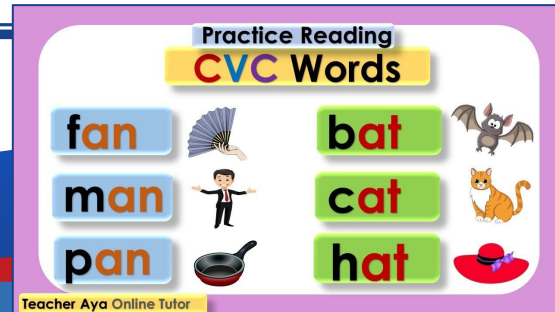 Practice Reading
CVC Words
fan
man
pan
bat
cat
hat
Teacher Aya Online Tutor